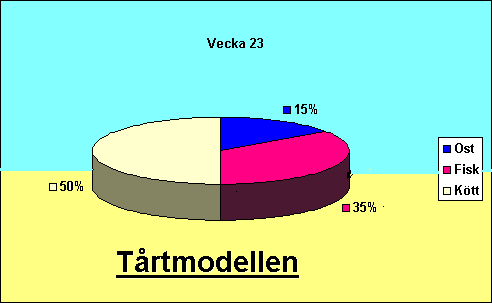 Vecka 23
15%
Ost
Fisk
Kött
50%
35%
Tårtmodellen